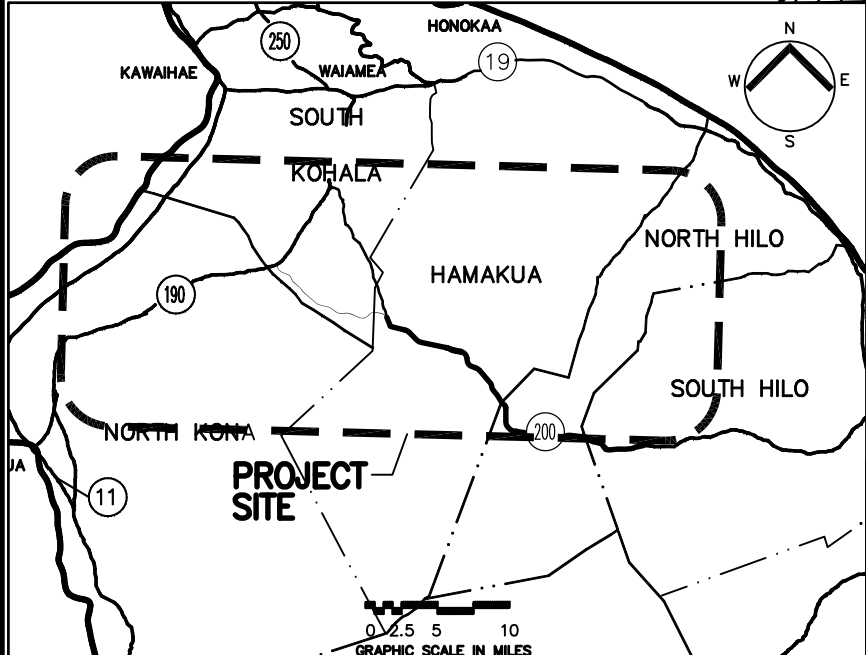 HONOKAA
250
KAWAIHAE
WAIAMEA
19
N
W E
S
SOUTH
KOHALA
NORTH HILO
HAMAKUA
190
SOUTH HILO
NORTH KONA
200
UA
PROJECT
SITE
11
0 2.5 5 10
GRAPHIC SCALE IN MILES